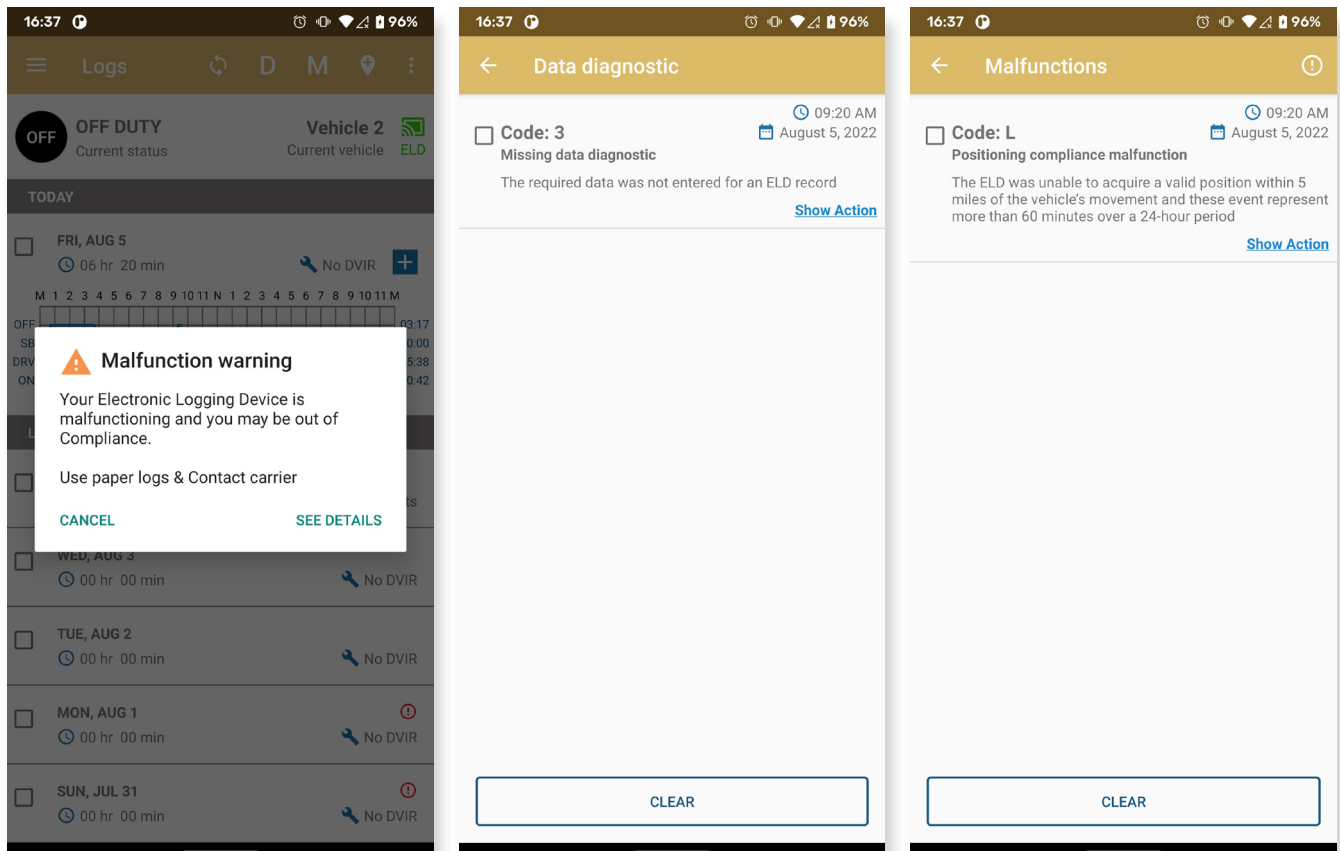 16:37
96%
Logs
D M
OFF
OFF DUTY
Current status
Vehicle 2
Current vehicle
ELD
TODAY
FRI, AUG 5
06 hr 20 min
No DVIR
M 1 2 3 4 5 6 7 8 9 10 11 N 1 2 3 4 5 6 7 8 9 10 11 M
OFF 03:17
SB 0:00
DRV 5:38
ON 0:42
L
Malfunction warning
Your Electronic Logging Device is
malfunctioning and you may be out of
Compliance.
Use paper logs & Contact carrier
CANCEL
SEE DETAILS
ts
WED, AUG 3
00 hr 00 min
No DVIR
TUE, AUG 2
00 hr 00 min
No DVIR
MON, AUG 1
00 hr 00 min
No DVIR
SUN, JUL 31
00 hr 00 min
No DVIR
16:37
96%
Data diagnostic
09:20 AM
Code: 3
August 5, 2022
Missing data diagnostic
The required data was not entered for an ELD record
Show Action
CLEAR
16:37
96%
Malfunctions
09:20 AM
Code: L
August 5, 2022
Positioning compliance malfunction
The ELD was unable to acquire a valid position within 5
miles of the vehicle's movement and these event represent
more than 60 minutes over a 24-hour period
Show Action
CLEAR